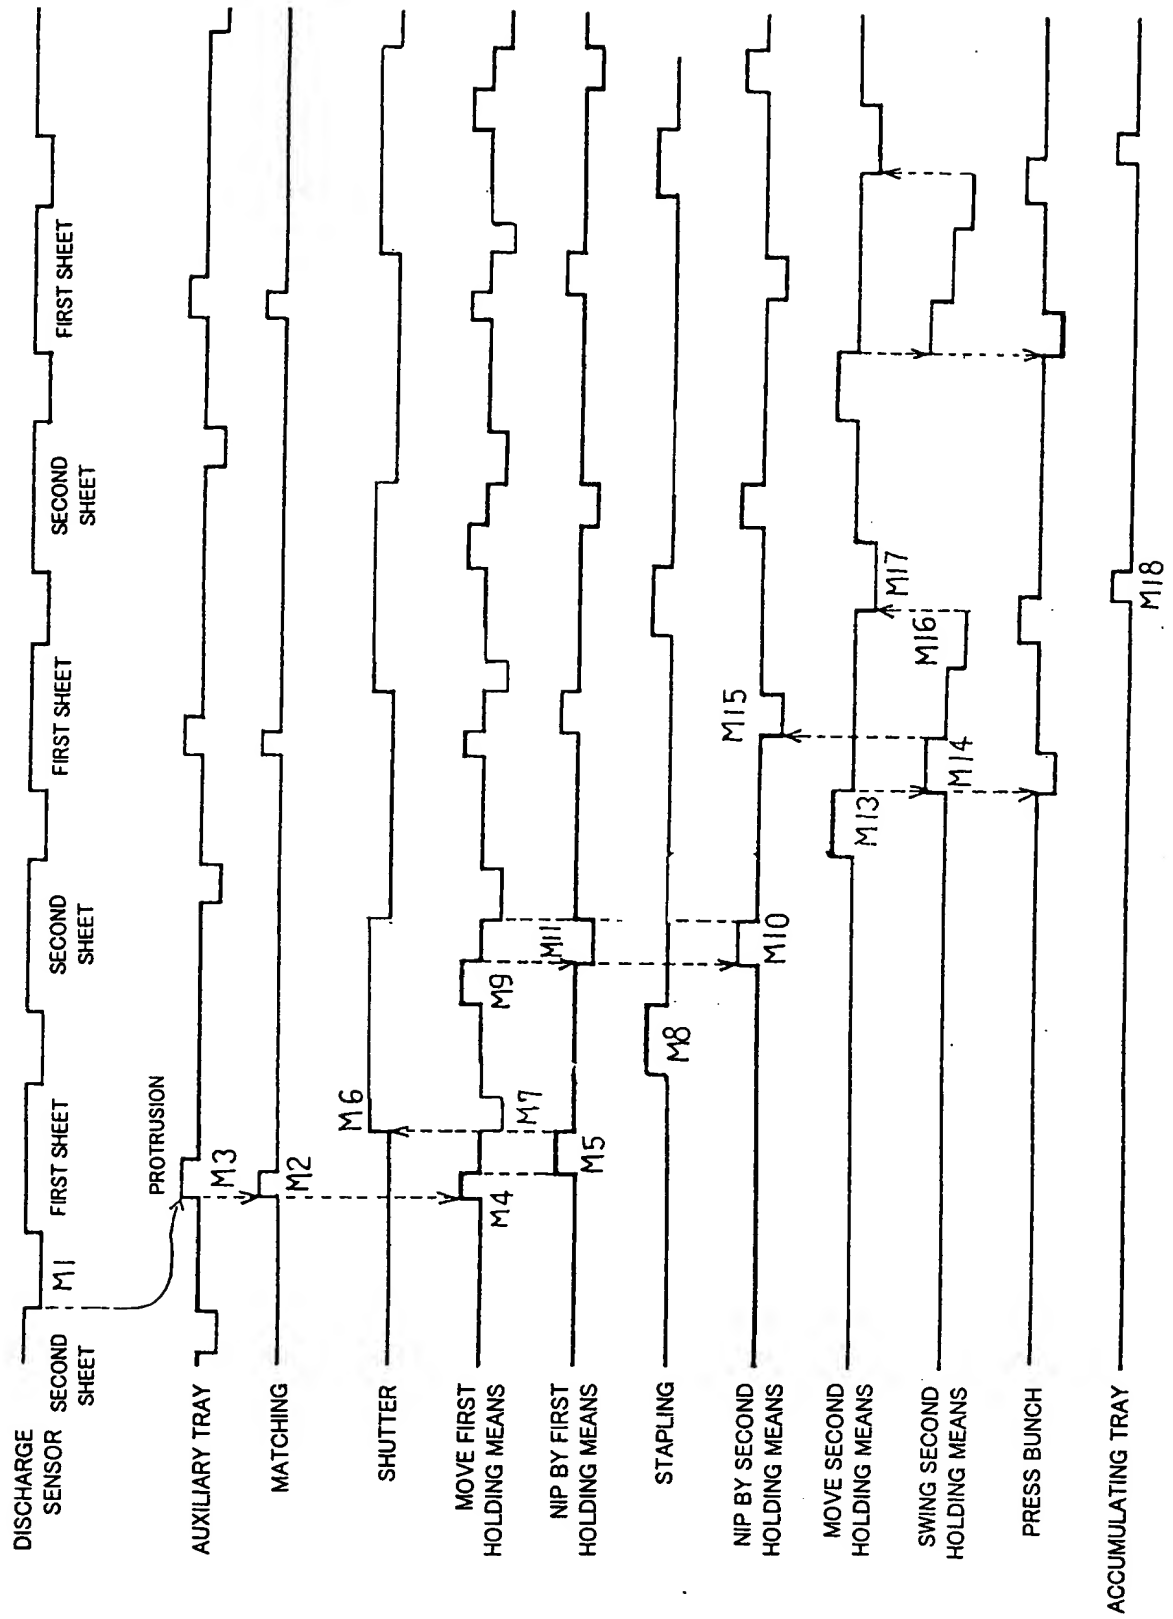 DISCHARGE
SENSOR
SECOND
SHEET
M1
FIRST SHEET
SECOND
SHEET
FIRST SHEET
SECOND
SHEET
FIRST SHEET
AUXILIARY TRAY
PROTRUSION
M3
MATCHING
M2
SHUTTER
M6
MOVE FIRST
HOLDING MEANS
M4
M7
M9
NIP BY FIRST
HOLDING MEANS
M5
M11
STAPLING
M8
NIP BY SECOND
HOLDING MEANS
M10
M15
MOVE SECOND
HOLDING MEANS
M13
M17
SWING SECOND
HOLDING MEANS
M14
M16
PRESS BUNCH
ACCUMULATING TRAY
M18